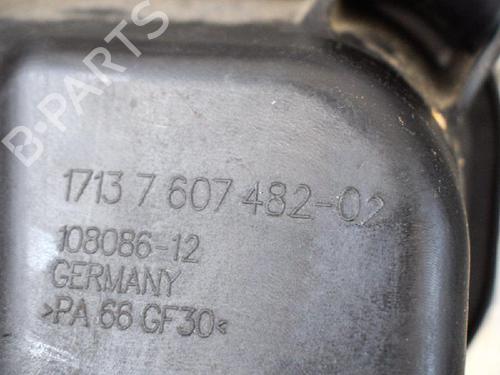 B-PARTS
1713 7 607 482-02
108086-12
GERMANY
>PA 66 GF30<